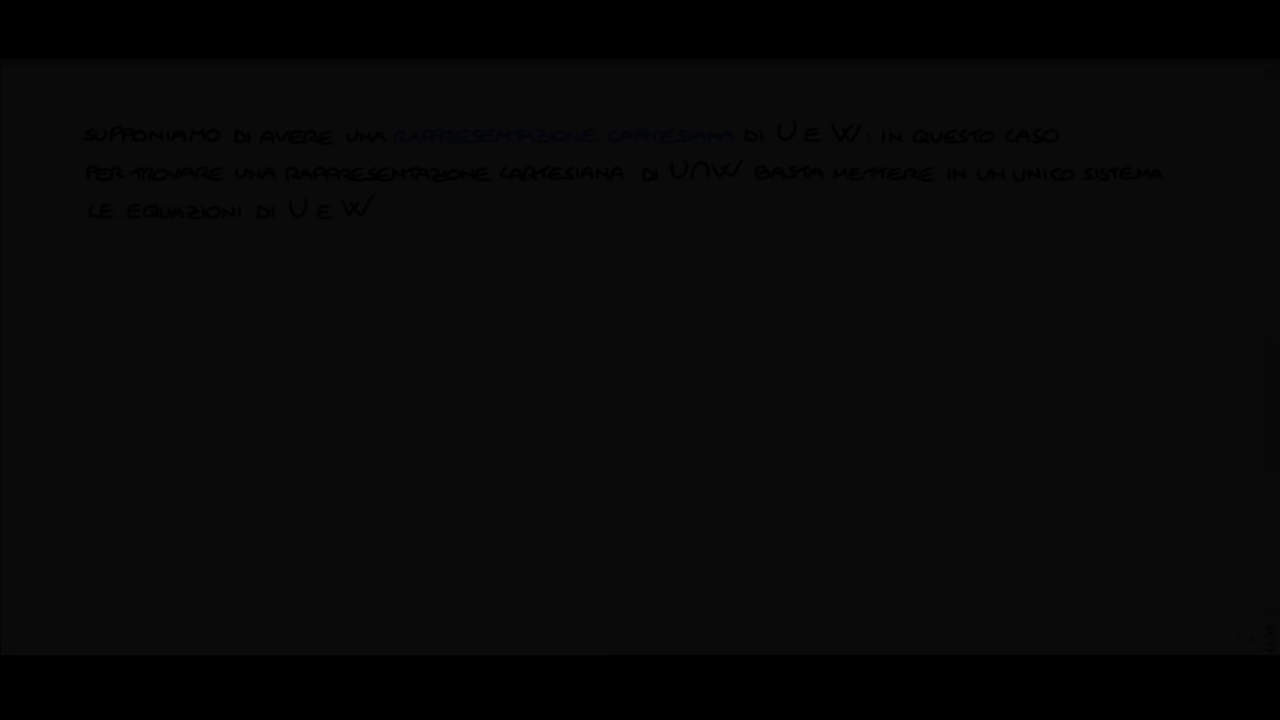 SUPPONIAMO DI AVERE UNA RAPPRESENTAZIONE CARTESIANA DI U E W: IN QUESTO CASO
PER TROVARE UNA RAPPRESENTAZIONE CARTESIANA DI U∩W BASTA METTERE IN UN UNICO SISTEMA
LE EQUAZIONI DI U E W